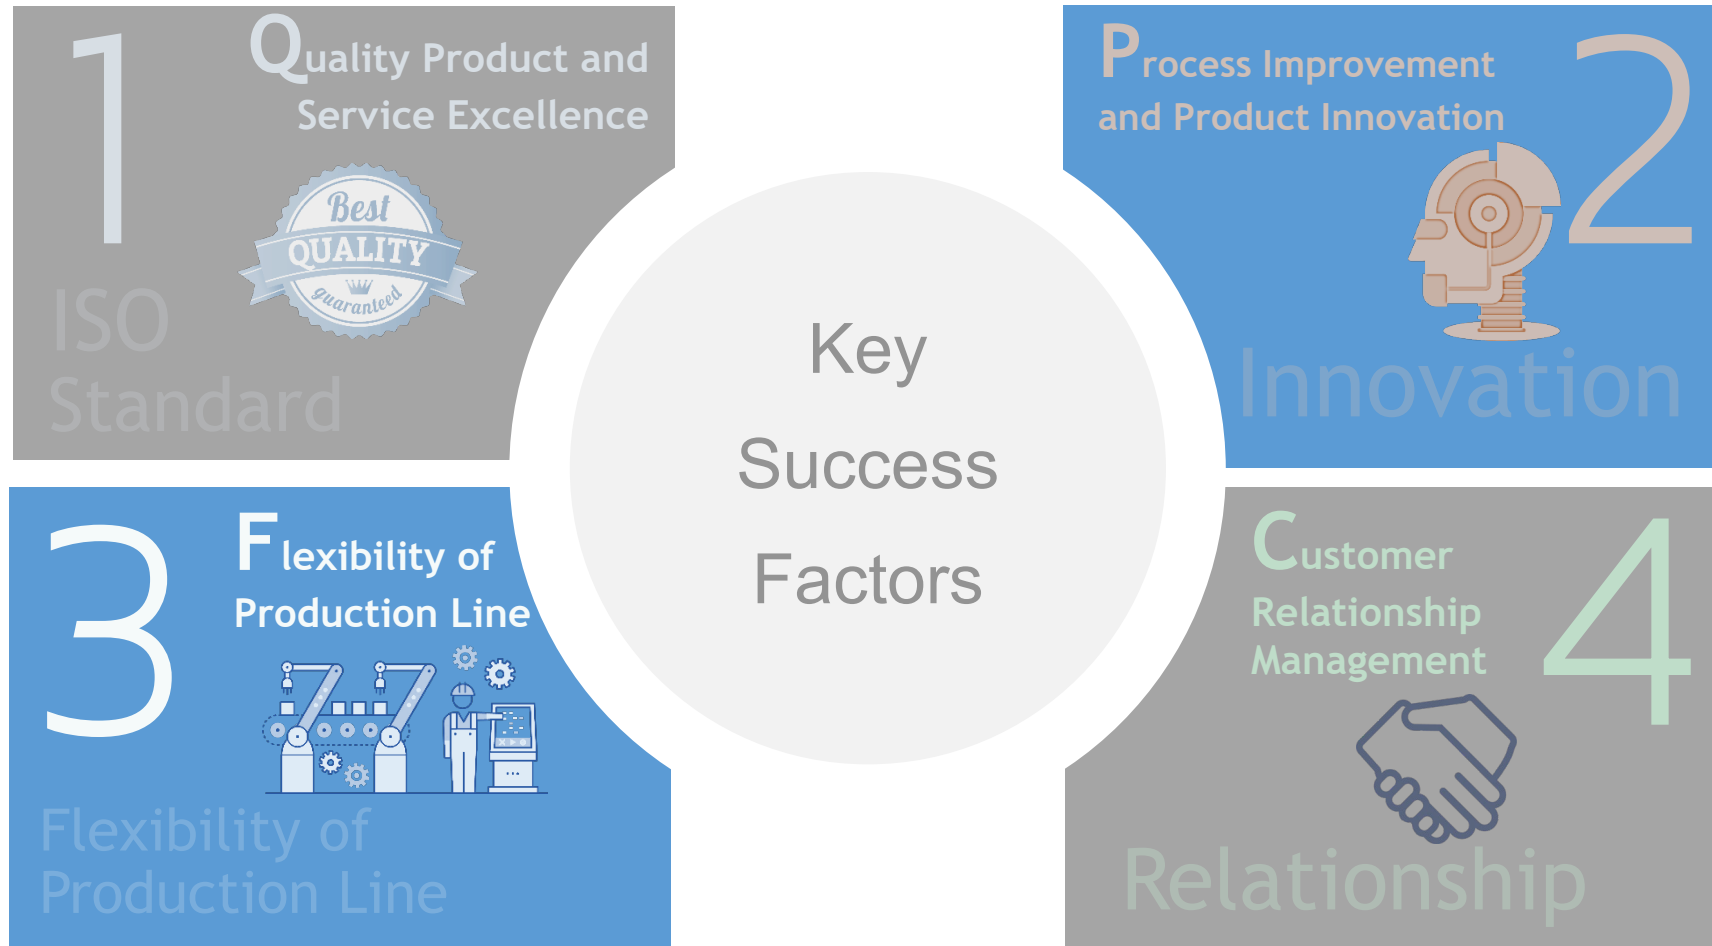 1
Quality Product and
Service Excellence
Best
QUALITY
guaranteed
ISO
Standard
2
Process Improvement
and Product Innovation
Innovation
Key
Success
Factors
3
Flexibility of
Production Line
Flexibility of
Production Line
4
Customer
Relationship
Management
Relationship